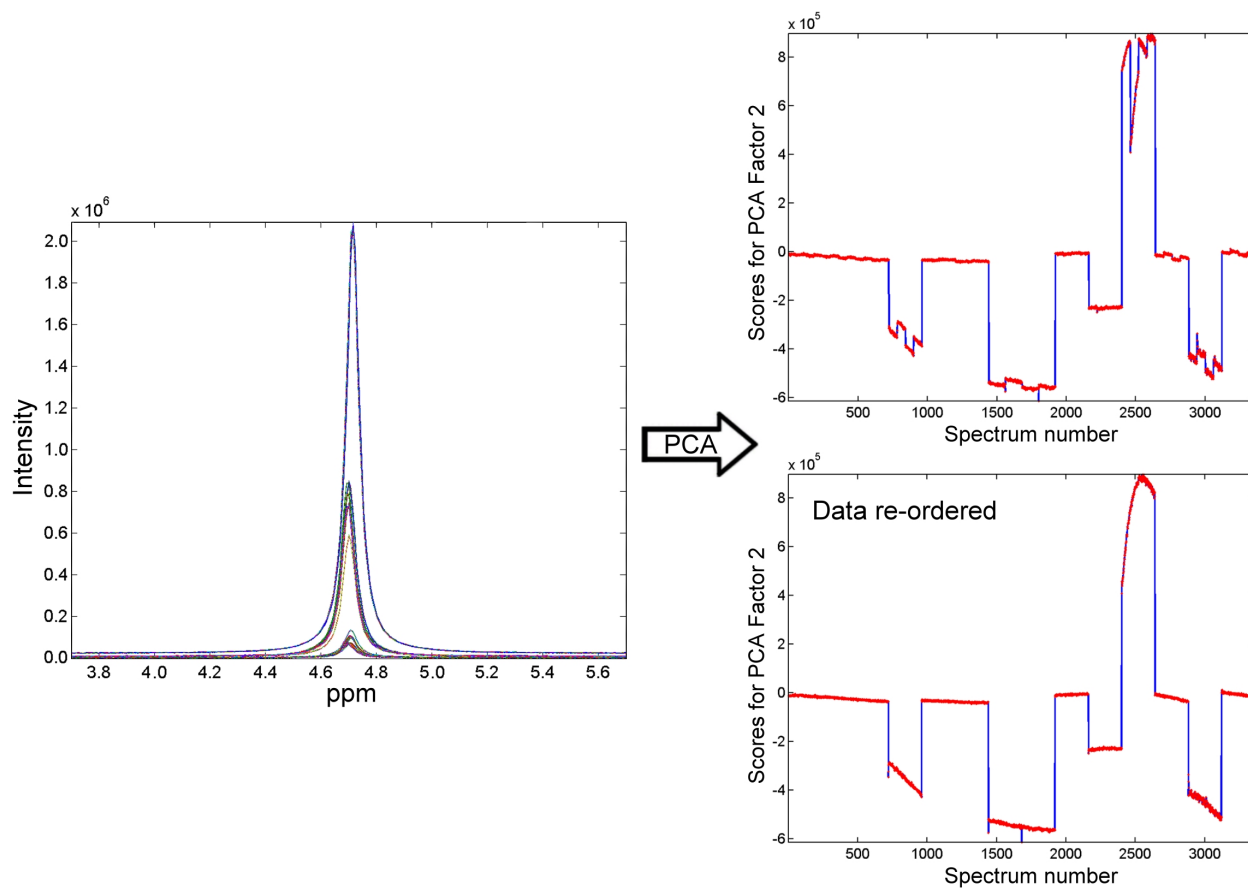 x 10^6
Intensity
2.0
1.8
1.6
1.4
1.2
1.0
0.8
0.6
0.4
0.2
0.0
3.8 4.0 4.2 4.4 4.6 4.8 5.0 5.2 5.4 5.6
ppm
PCA
x 10^5
Scores for PCA Factor 2
8
6
4
2
0
-2
-4
-6
500 1000 1500 2000 2500 3000
Spectrum number
x 10^5
Data re-ordered
Scores for PCA Factor 2
8
6
4
2
0
-2
-4
-6
500 1000 1500 2000 2500 3000
Spectrum number